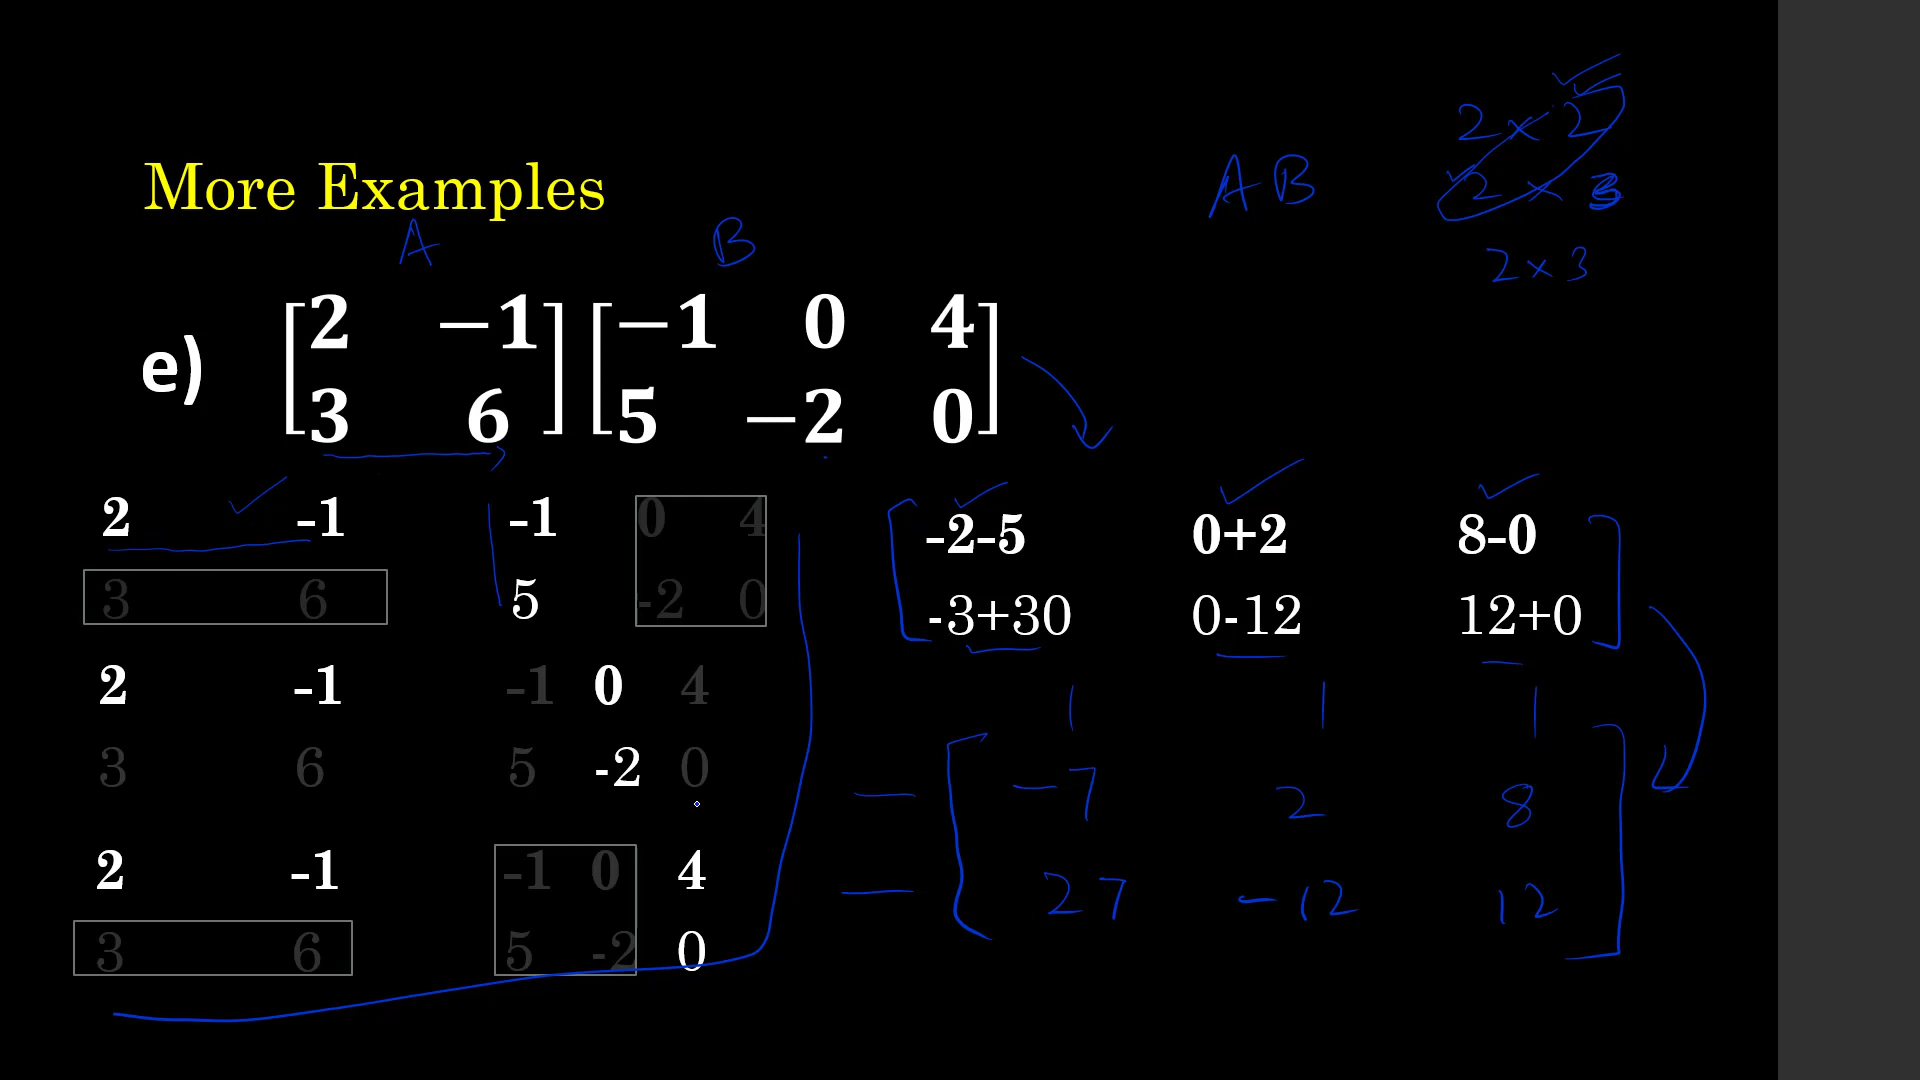 2 × 2
AB 2 × 3
More Examples
2 × 3
A B
e) [2 −1 3 6] [−1 0 4 5 −2 0]
2 -1 -1 0 4 -2-5 0+2 8-0
3 6 5 -2 0 -3+30 0-12 12+0
2 -1 -1 0 4
3 6 5 -2 0 = [ -7 2 8
2 -1 -1 0 4 27 -12 12 ]
3 6 5 -2 0